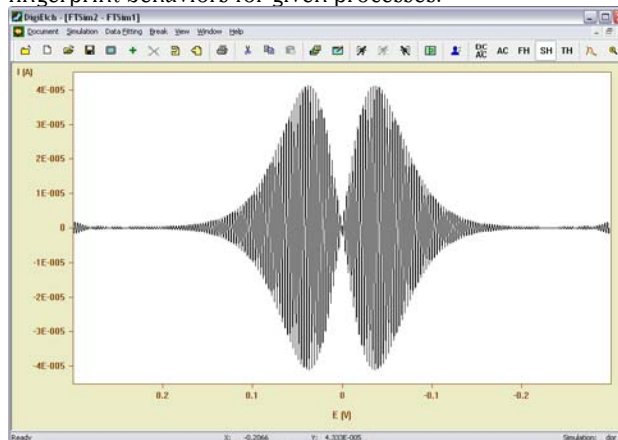 fingerprint behaviors for given processes.
DigiElch - [FTSim2 - FTSim1]
Document Simulation Data Fitting Break View Window Help
DC AC AC FH SH TH
I (A)
4E-005
3E-005
2E-005
1E-005
0
-1E-005
-2E-005
-3E-005
-4E-005
0.2 0.1 0 -0.1 -0.2
E (V)
Ready X: -0.2066 Y: 4.333E-005 Simulation: dor